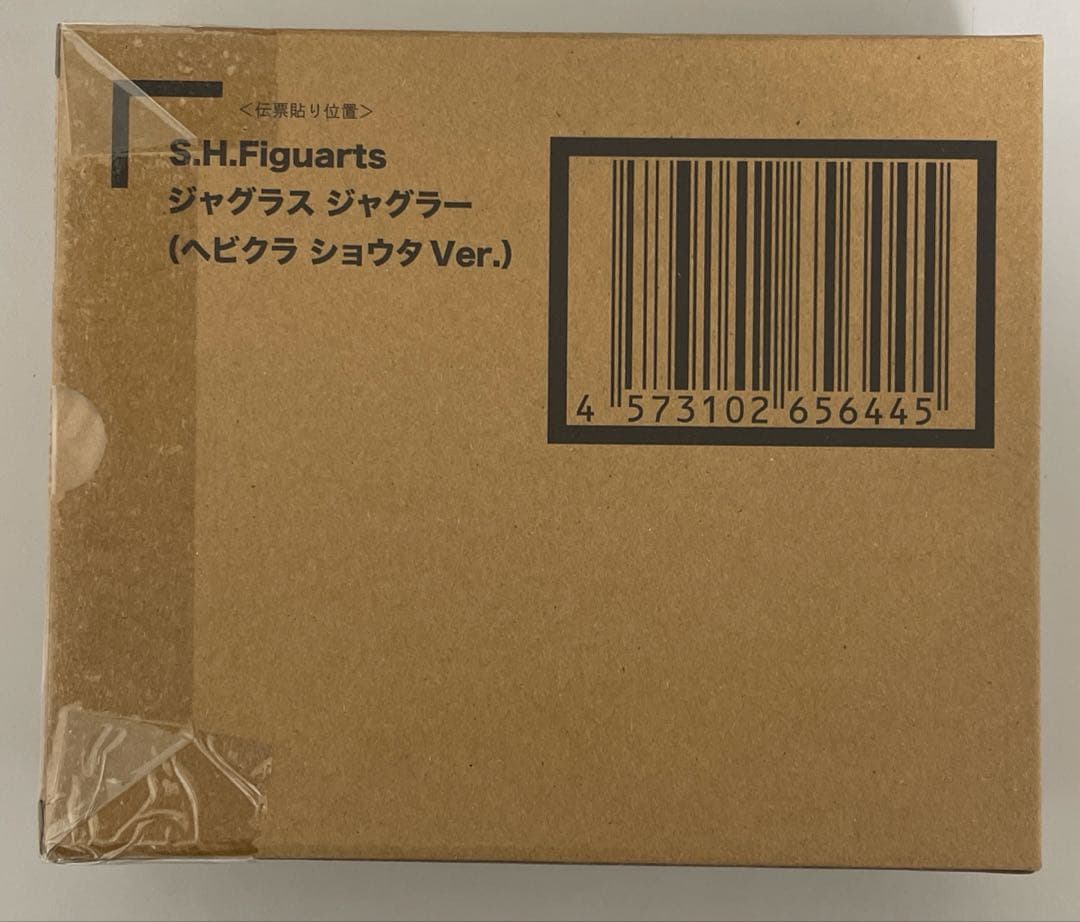 ＜伝票貼り位置＞
S.H.Figuarts
ジャグラス ジャグラー
(ヘビクラ ショウタ Ver.)
4 573102 656445